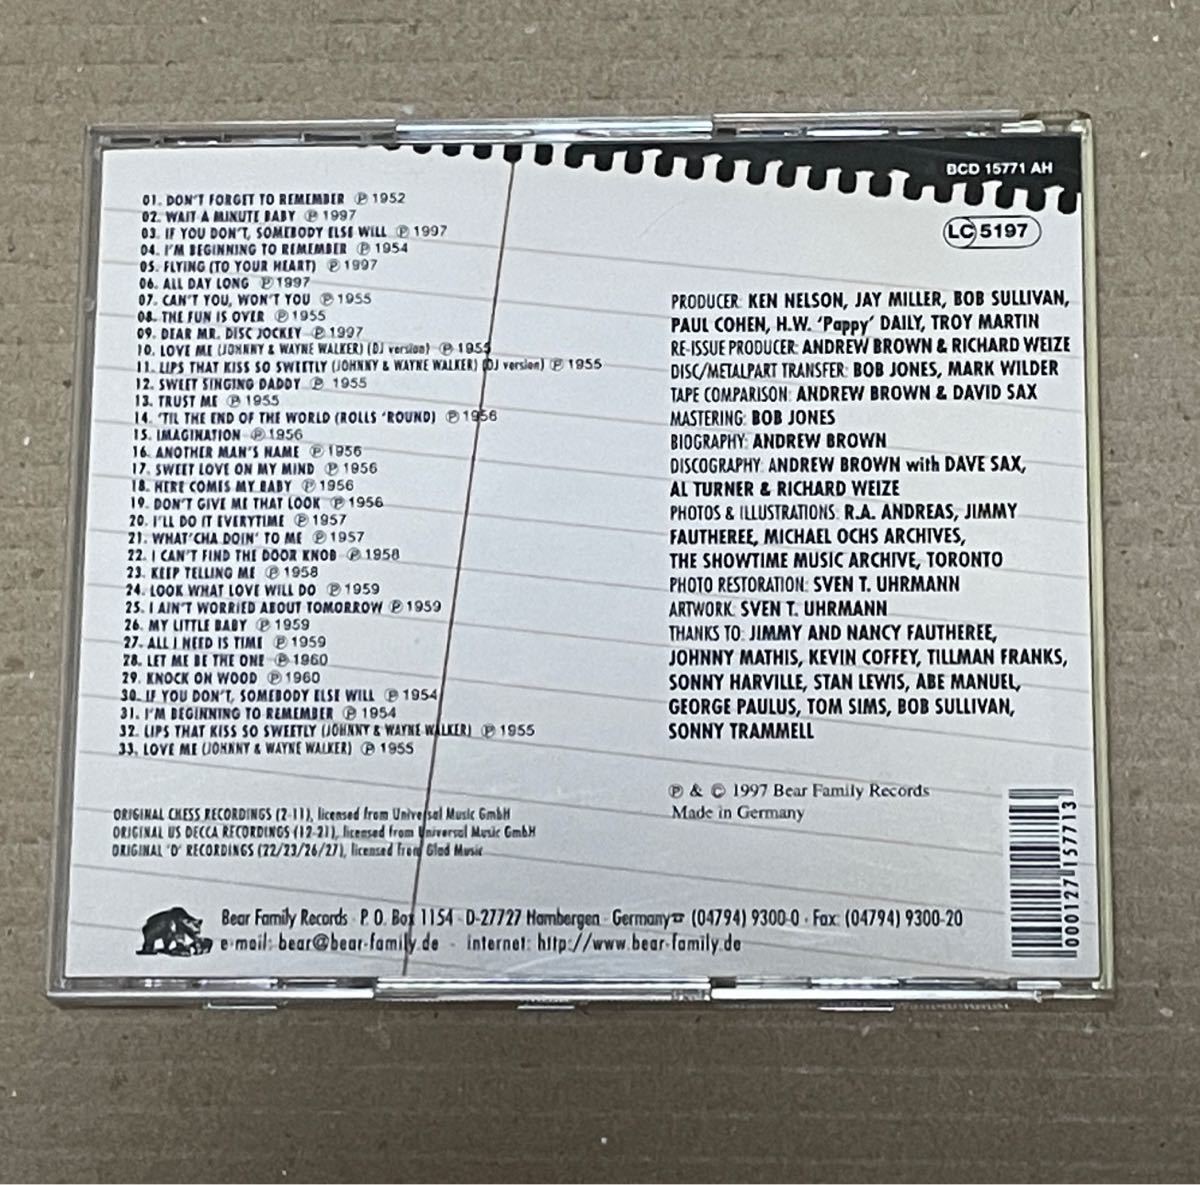 BCD 15771 AH
LC 5197
01. DON'T FORGET TO REMEMBER ℗ 1952
02. WAIT A MINUTE BABY ℗ 1997
03. IF YOU DON'T, SOMEBODY ELSE WILL ℗ 1997
04. I'M BEGINNING TO REMEMBER ℗ 1954
05. FLYING (TO YOUR HEART) ℗ 1997
06. ALL DAY LONG ℗ 1997
07. CAN'T YOU, WON'T YOU ℗ 1955
08. THE FUN IS OVER ℗ 1955
09. DEAR MR. DISC JOCKEY ℗ 1997
10. LOVE ME (JOHNNY & WAYNE WALKER) (DJ version) ℗ 1955
11. LIPS THAT KISS SO SWEETLY (JOHNNY & WAYNE WALKER) (DJ version) ℗ 1955
12. SWEET SINGING DADDY ℗ 1955
13. TRUST ME ℗ 1955
14. 'TIL THE END OF THE WORLD (ROLLS 'ROUND) ℗ 1956
15. IMAGINATION ℗ 1956
16. ANOTHER MAN'S NAME ℗ 1956
17. SWEET LOVE ON MY MIND ℗ 1956
18. HERE COMES MY BABY ℗ 1956
19. DON'T GIVE ME THAT LOOK ℗ 1956
20. I'LL DO IT EVERYTIME ℗ 1957
21. WHAT'CHA DOIN' TO ME ℗ 1957
22. I CAN'T FIND THE DOOR KNOB ℗ 1958
23. KEEP TELLING ME ℗ 1958
24. LOOK WHAT LOVE WILL DO ℗ 1959
25. I AIN'T WORRIED ABOUT TOMORROW ℗ 1959
26. MY LITTLE BABY ℗ 1959
27. ALL I NEED IS TIME ℗ 1959
28. LET ME BE THE ONE ℗ 1960
29. KNOCK ON WOOD ℗ 1960
30. IF YOU DON'T, SOMEBODY ELSE WILL ℗ 1954
31. I'M BEGINNING TO REMEMBER ℗ 1954
32. LIPS THAT KISS SO SWEETLY (JOHNNY & WAYNE WALKER) ℗ 1955
33. LOVE ME (JOHNNY & WAYNE WALKER) ℗ 1955
ORIGINAL CHESS RECORDINGS (2-11), licensed from Universal Music GmbH
ORIGINAL US DECCA RECORDINGS (12-21), licensed from Universal Music GmbH
ORIGINAL 'D' RECORDINGS (22/23/26/27), licensed from Glad Music
PRODUCER: KEN NELSON, JAY MILLER, BOB SULLIVAN,
PAUL COHEN, H.W. 'Pappy' DAILY, TROY MARTIN
RE-ISSUE PRODUCER: ANDREW BROWN & RICHARD WEIZE
DISC/METALPART TRANSFER: BOB JONES, MARK WILDER
TAPE COMPARISON: ANDREW BROWN & DAVID SAX
MASTERING: BOB JONES
BIOGRAPHY: ANDREW BROWN
DISCOGRAPHY: ANDREW BROWN with DAVE SAX,
AL TURNER & RICHARD WEIZE
PHOTOS & ILLUSTRATIONS: R.A. ANDREAS, JIMMY
FAUTHEREE, MICHAEL OCHS ARCHIVES,
THE SHOWTIME MUSIC ARCHIVE, TORONTO
PHOTO RESTORATION: SVEN T. UHRMANN
ARTWORK: SVEN T. UHRMANN
THANKS TO: JIMMY AND NANCY FAUTHEREE,
JOHNNY MATHIS, KEVIN COFFEY, TILLMAN FRANKS,
SONNY HARVILLE, STAN LEWIS, ABE MANUEL,
GEORGE PAULUS, TOM SIMS, BOB SULLIVAN,
SONNY TRAMMELL
℗ & © 1997 Bear Family Records
Made in Germany
4 000127 157713
Bear Family Records · P. O. Box 1154 · D-27727 Hambergen · Germany ☎ (04794) 9300-0 · Fax: (04794) 9300-20
e-mail: bear@bear-family.de - internet: http://www.bear-family.de